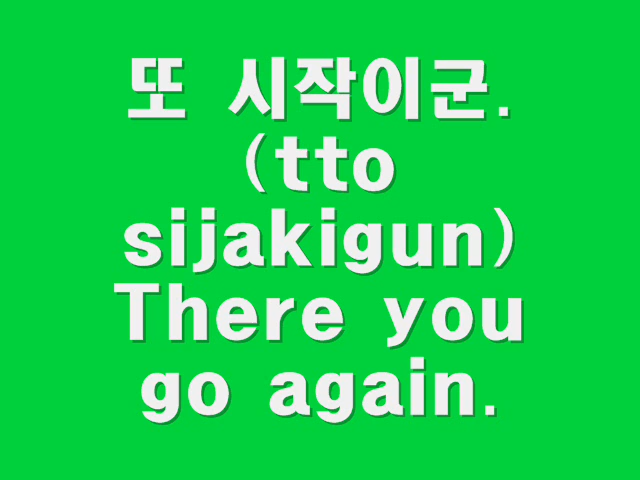 또 시작이군.
(tto
sijakigun)
There you
go again.